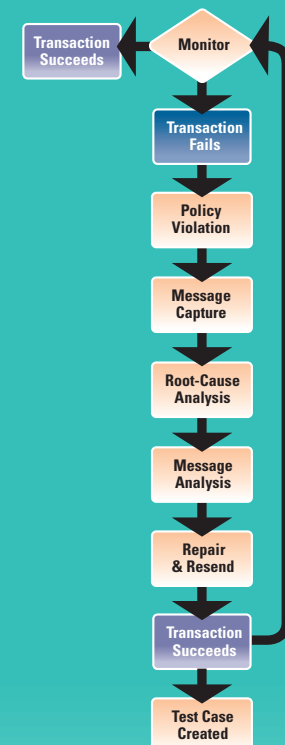 Transaction
Succeeds
Monitor
Transaction
Fails
Policy
Violation
Message
Capture
Root-Cause
Analysis
Message
Analysis
Repair
& Resend
Transaction
Succeeds
Test Case
Created